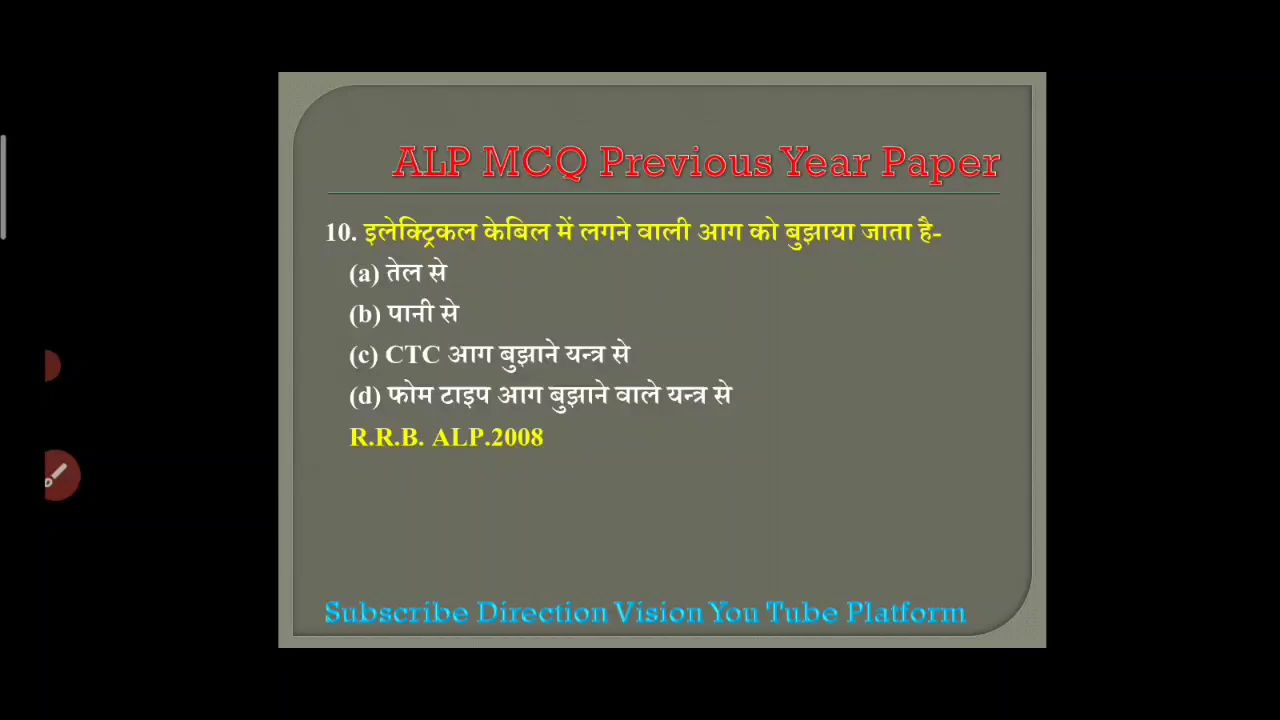 ALP MCQ Previous Year Paper
10. इलेक्ट्रिकल केबिल में लगने वाली आग को बुझाया जाता है-
(a) तेल से
(b) पानी से
(c) CTC आग बुझाने यन्त्र से
(d) फोम टाइप आग बुझाने वाले यन्त्र से
R.R.B. ALP.2008
Subscribe Direction Vision You Tube Platform